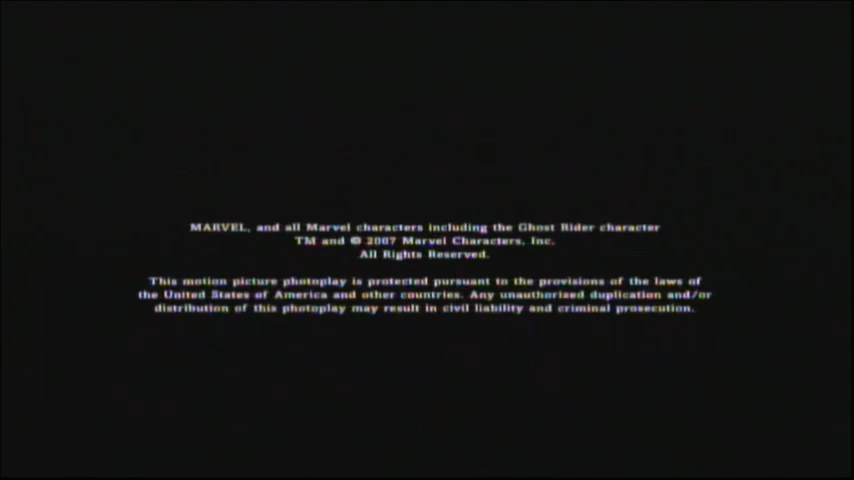 MARVEL, and all Marvel characters including the Ghost Rider character
TM and © 2007 Marvel Characters, Inc.
All Rights Reserved.
This motion picture photoplay is protected pursuant to the provisions of the laws of
the United States of America and other countries. Any unauthorized duplication and/or
distribution of this photoplay may result in civil liability and criminal prosecution.